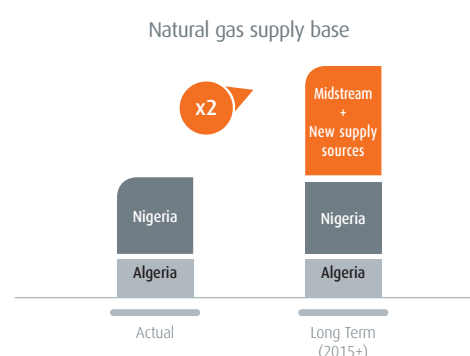 Natural gas supply base
x2
Midstream
+
New supply
sources
Nigeria
Nigeria
Algeria
Algeria
Actual
Long Term
(2015+)